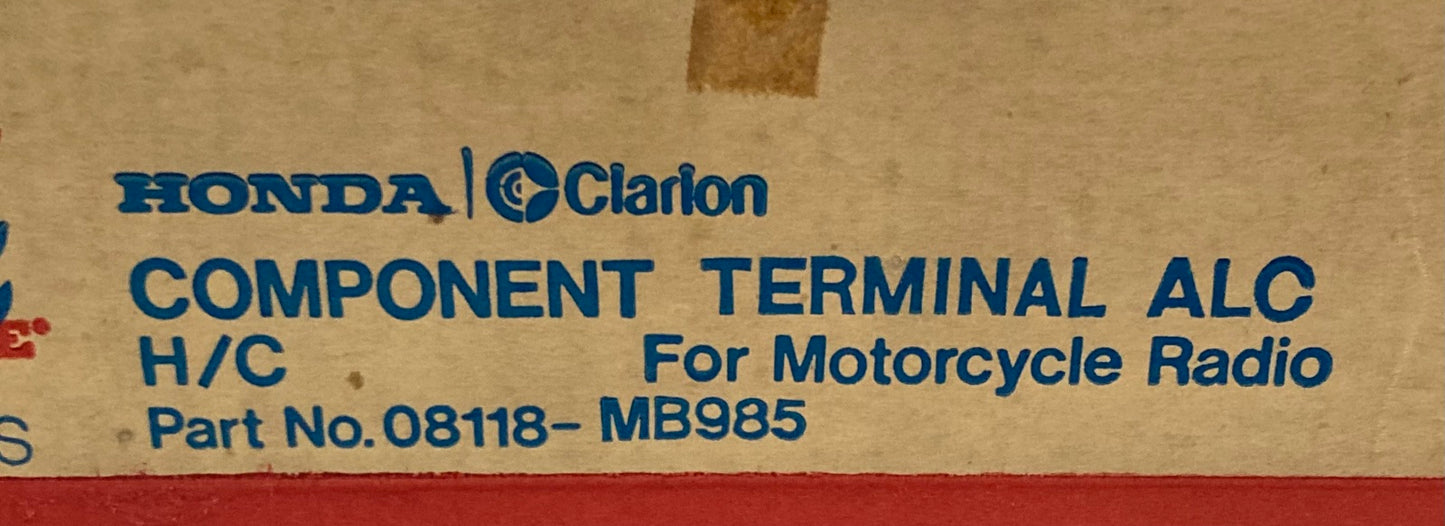 HONDA | Clarion
COMPONENT TERMINAL ALC
H/C For Motorcycle Radio
Part No. 08118-MB985